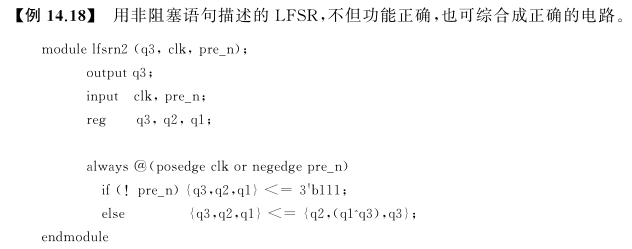 【例 14.18】 用非阻塞语句描述的 LFSR,不但功能正确,也可综合成正确的电路。
module lfsrn2 (q3, clk, pre_n);
output q3;
input clk, pre_n;
reg q3, q2, q1;
always @(posedge clk or negedge pre_n)
if (! pre_n) {q3,q2,q1} <= 3'b111;
else {q3,q2,q1} <= {q2,(q1^q3),q3};
endmodule